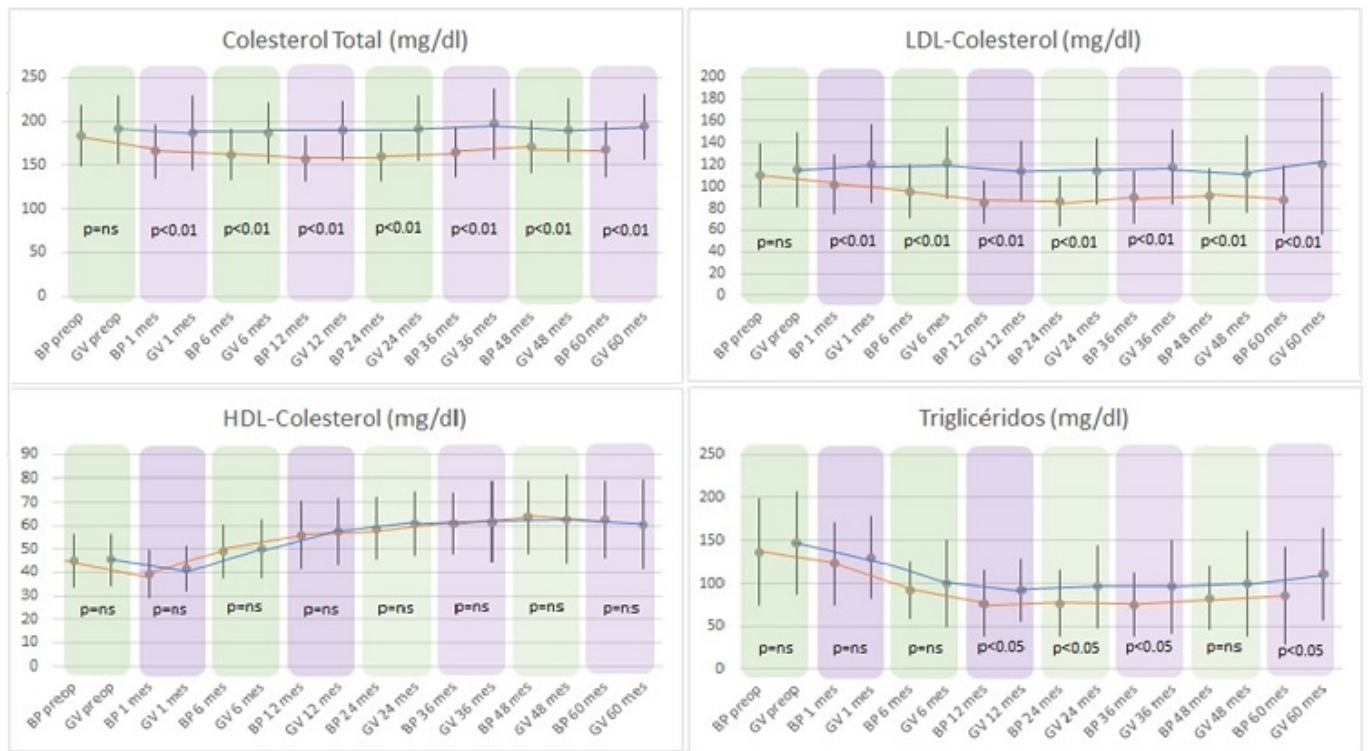 Colesterol Total (mg/dl)
250
200
150
100
50
0
p=ns p<0.01 p<0.01 p<0.01 p<0.01 p<0.01 p<0.01 p<0.01
BP preop
GV preop
BP 1 mes
GV 1 mes
BP 6 mes
GV 6 mes
BP 12 mes
GV 12 mes
BP 24 mes
GV 24 mes
BP 36 mes
GV 36 mes
BP 48 mes
GV 48 mes
BP 60 mes
GV 60 mes
LDL-Colesterol (mg/dl)
200
180
160
140
120
100
80
60
40
20
0
p=ns p<0.01 p<0.01 p<0.01 p<0.01 p<0.01 p<0.01 p<0.01
BP preop
GV preop
BP 1 mes
GV 1 mes
BP 6 mes
GV 6 mes
BP 12 mes
GV 12 mes
BP 24 mes
GV 24 mes
BP 36 mes
GV 36 mes
BP 48 mes
GV 48 mes
BP 60 mes
GV 60 mes
HDL-Colesterol (mg/dl)
90
80
70
60
50
40
30
20
10
0
p=ns p=ns p=ns p=ns p=ns p=ns p=ns p=ns
BP preop
GV preop
BP 1 mes
GV 1 mes
BP 6 mes
GV 6 mes
BP 12 mes
GV 12 mes
BP 24 mes
GV 24 mes
BP 36 mes
GV 36 mes
BP 48 mes
GV 48 mes
BP 60 mes
GV 60 mes
Triglicéridos (mg/dl)
250
200
150
100
50
0
p=ns p=ns p=ns p<0.05 p<0.05 p<0.05 p=ns p<0.05
BP preop
GV preop
BP 1 mes
GV 1 mes
BP 6 mes
GV 6 mes
BP 12 mes
GV 12 mes
BP 24 mes
GV 24 mes
BP 36 mes
GV 36 mes
BP 48 mes
GV 48 mes
BP 60 mes
GV 60 mes